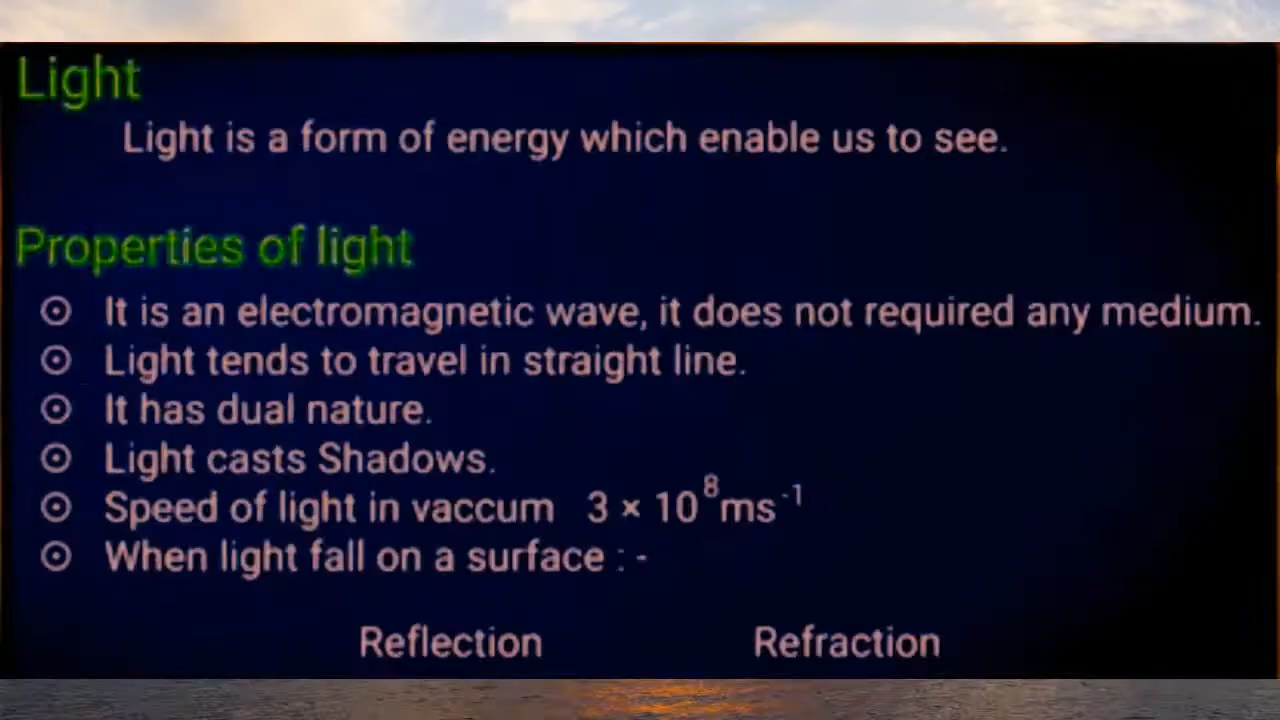 Light
Light is a form of energy which enable us to see.
Properties of light
⊙ It is an electromagnetic wave, it does not required any medium.
⊙ Light tends to travel in straight line.
⊙ It has dual nature.
⊙ Light casts Shadows.
⊙ Speed of light in vaccum 3 × 10⁸ms⁻¹
⊙ When light fall on a surface : -
Reflection Refraction